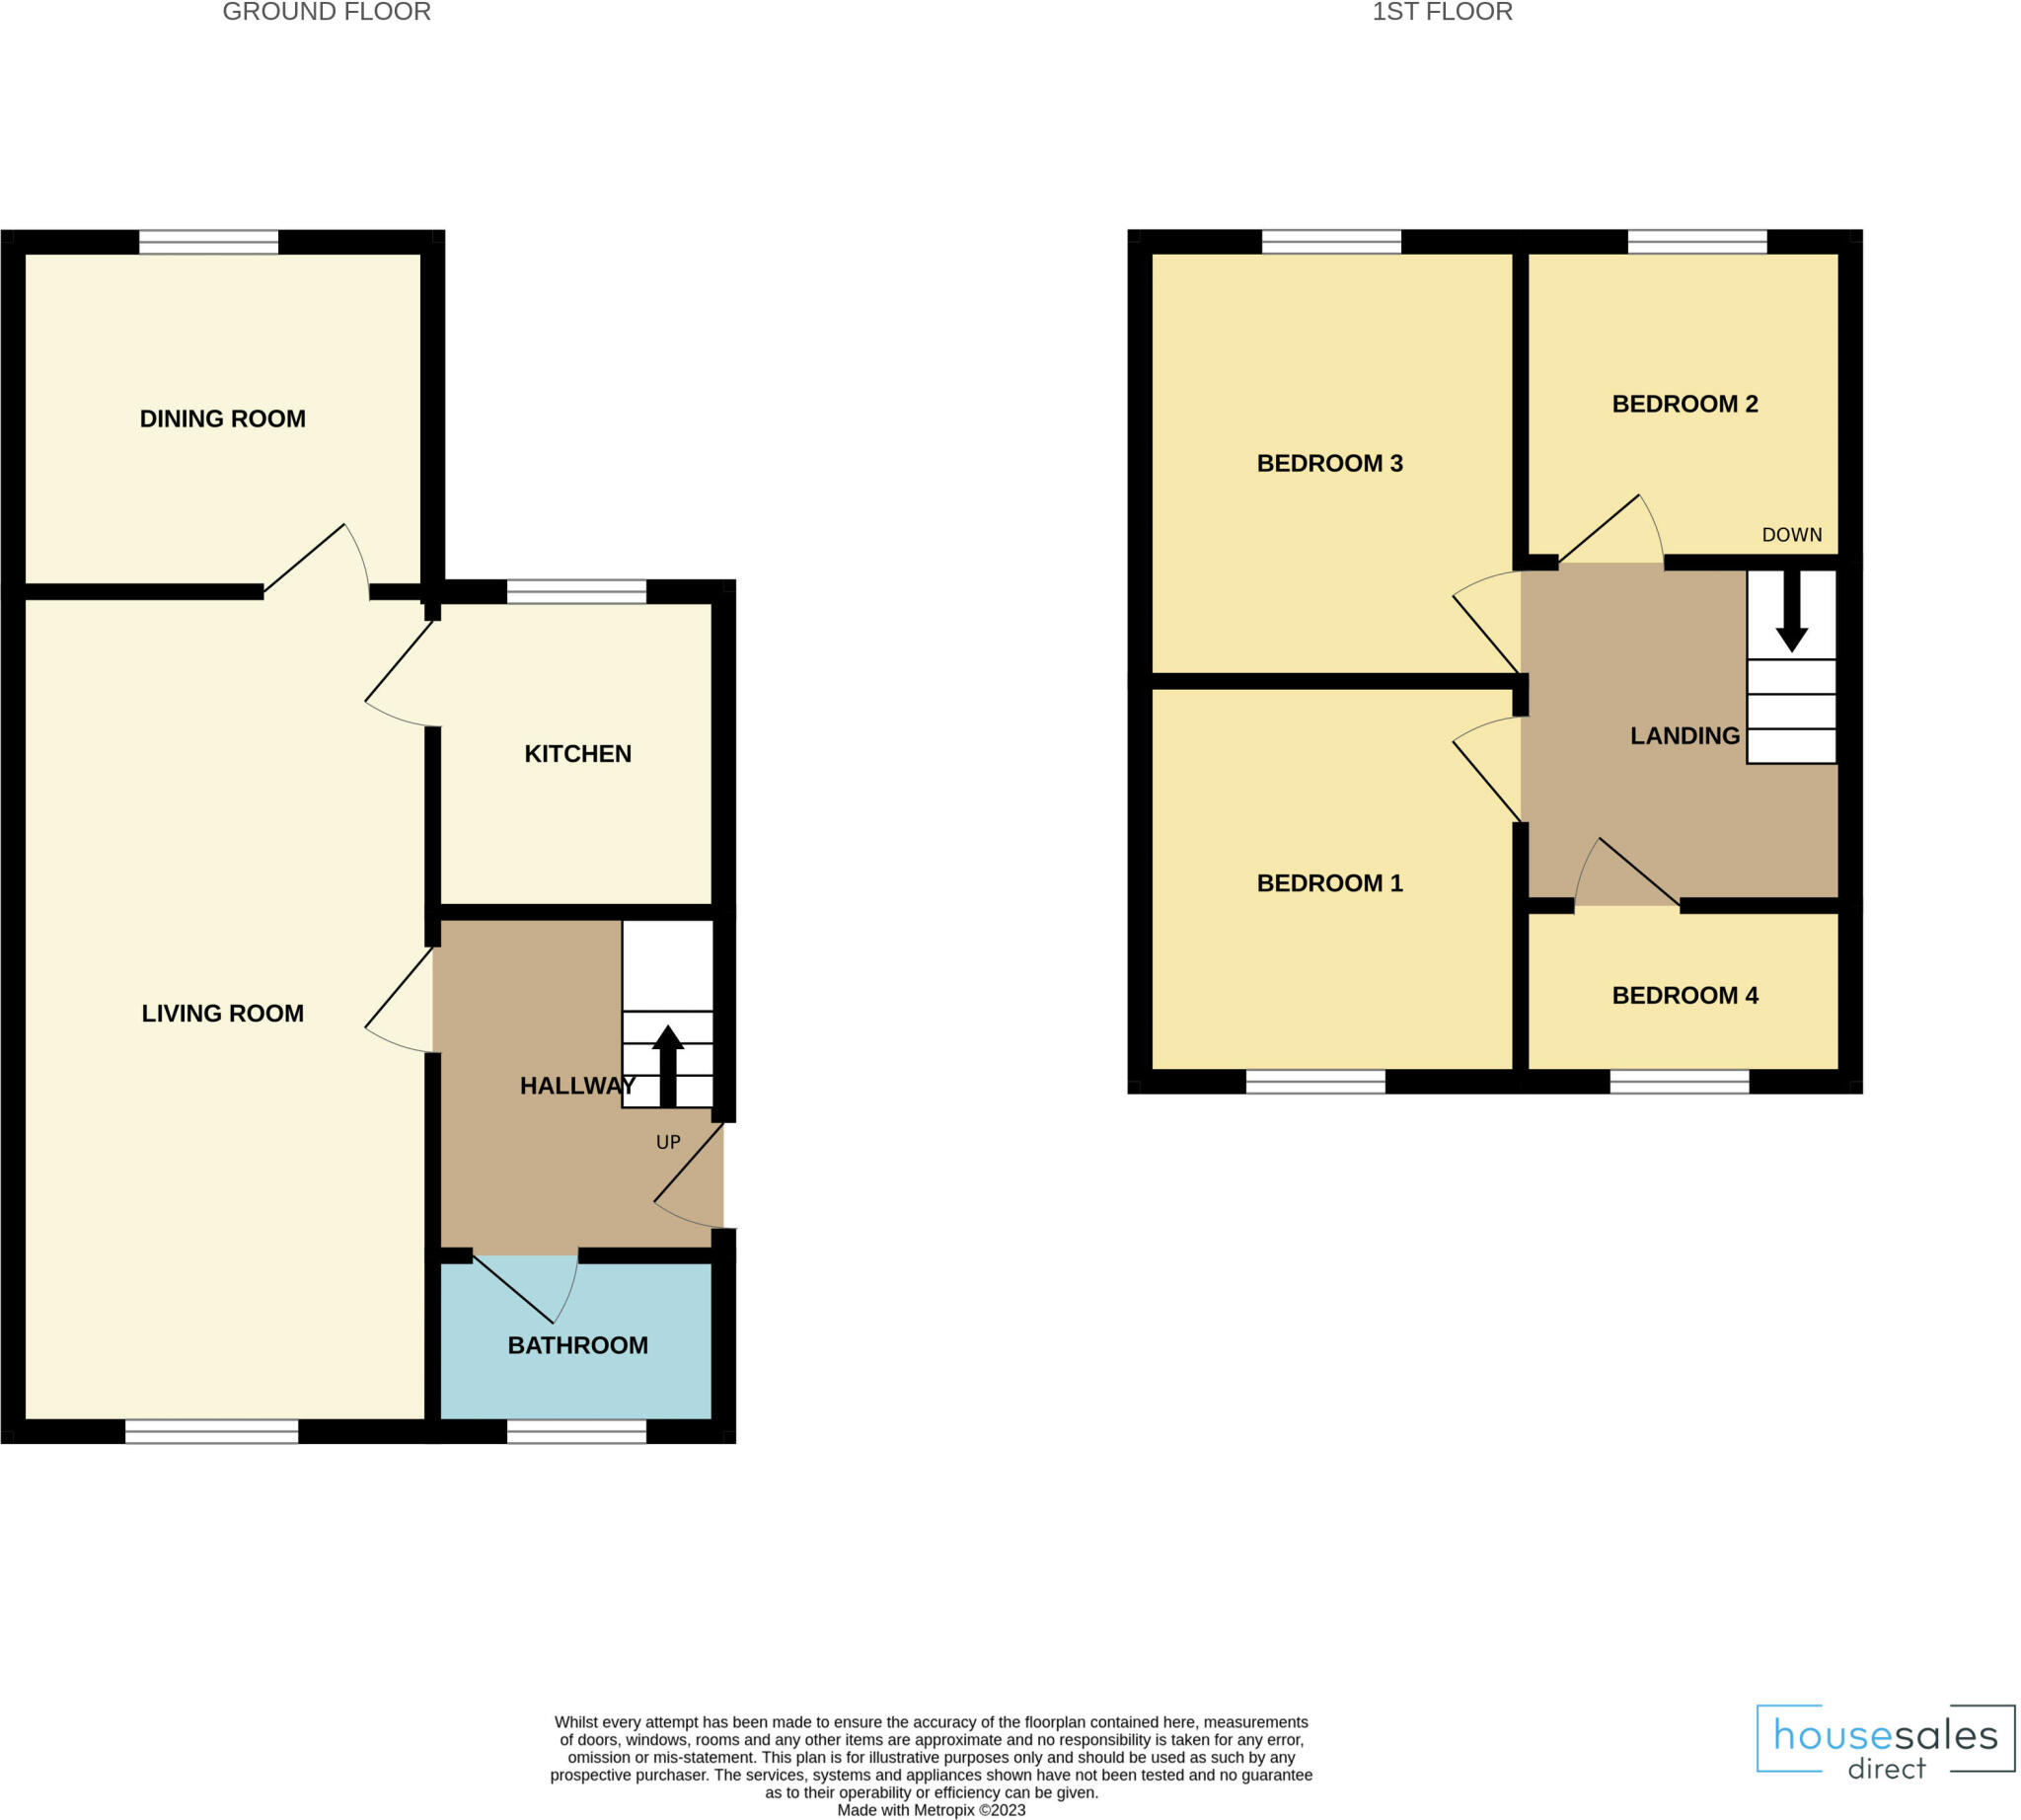 GROUND FLOOR
1ST FLOOR
DINING ROOM
KITCHEN
LIVING ROOM
HALLWAY
UP
BATHROOM
BEDROOM 2
BEDROOM 3
DOWN
LANDING
BEDROOM 1
BEDROOM 4
Whilst every attempt has been made to ensure the accuracy of the floorplan contained here, measurements
of doors, windows, rooms and any other items are approximate and no responsibility is taken for any error,
omission or mis-statement. This plan is for illustrative purposes only and should be used as such by any
prospective purchaser. The services, systems and appliances shown have not been tested and no guarantee
as to their operability or efficiency can be given.
Made with Metropix ©2023
housesales
direct